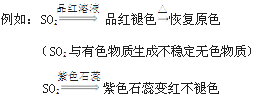 例如：SO₂ 品红溶液 品红褪色 △ 恢复原色
（SO₂与有色物质生成不稳定无色物质）
SO₂ 紫色石蕊 紫色石蕊变红不褪色